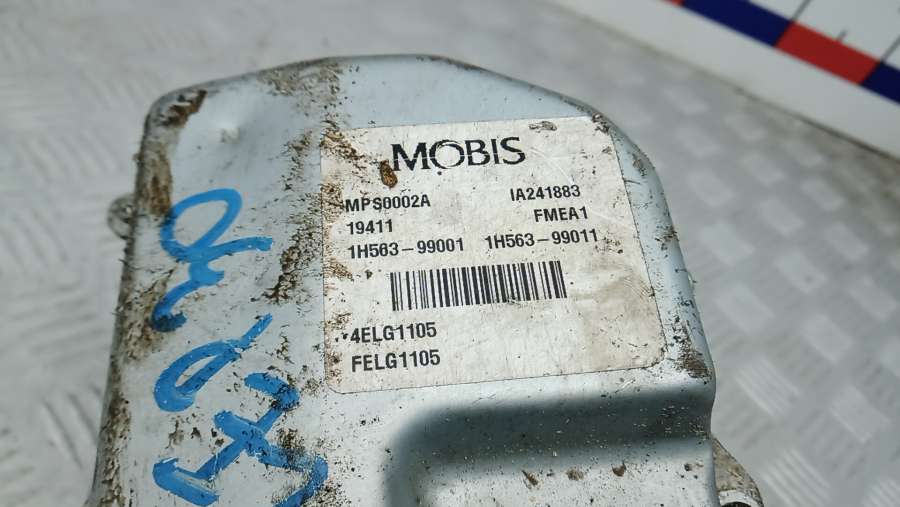 MOBIS
MPS0002A IA241883
19411 FMEA1
1H563-99001 1H563-99011
4ELG1105
FELG1105